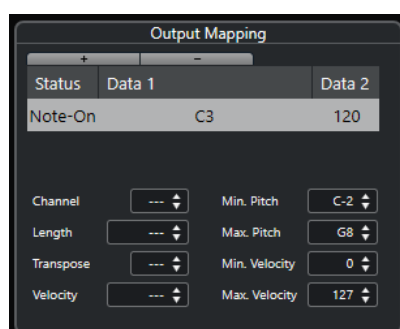 Output Mapping
+ -
Status Data 1 Data 2
Note-On C3 120
Channel --- Min. Pitch C-2
Length --- Max. Pitch G8
Transpose --- Min. Velocity 0
Velocity --- Max. Velocity 127